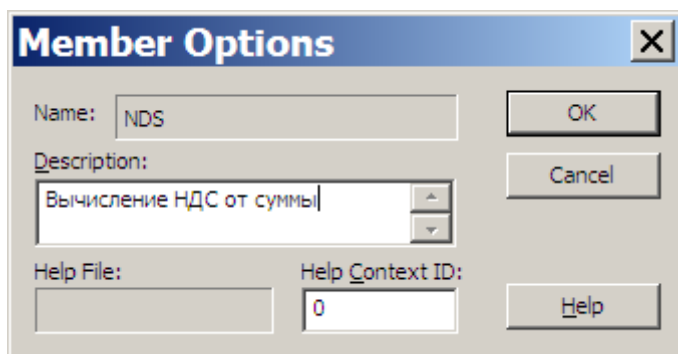 Member Options
Name: NDS
OK
Description:
Вычисление НДС от суммы
Cancel
Help File:
Help Context ID:
0
Help